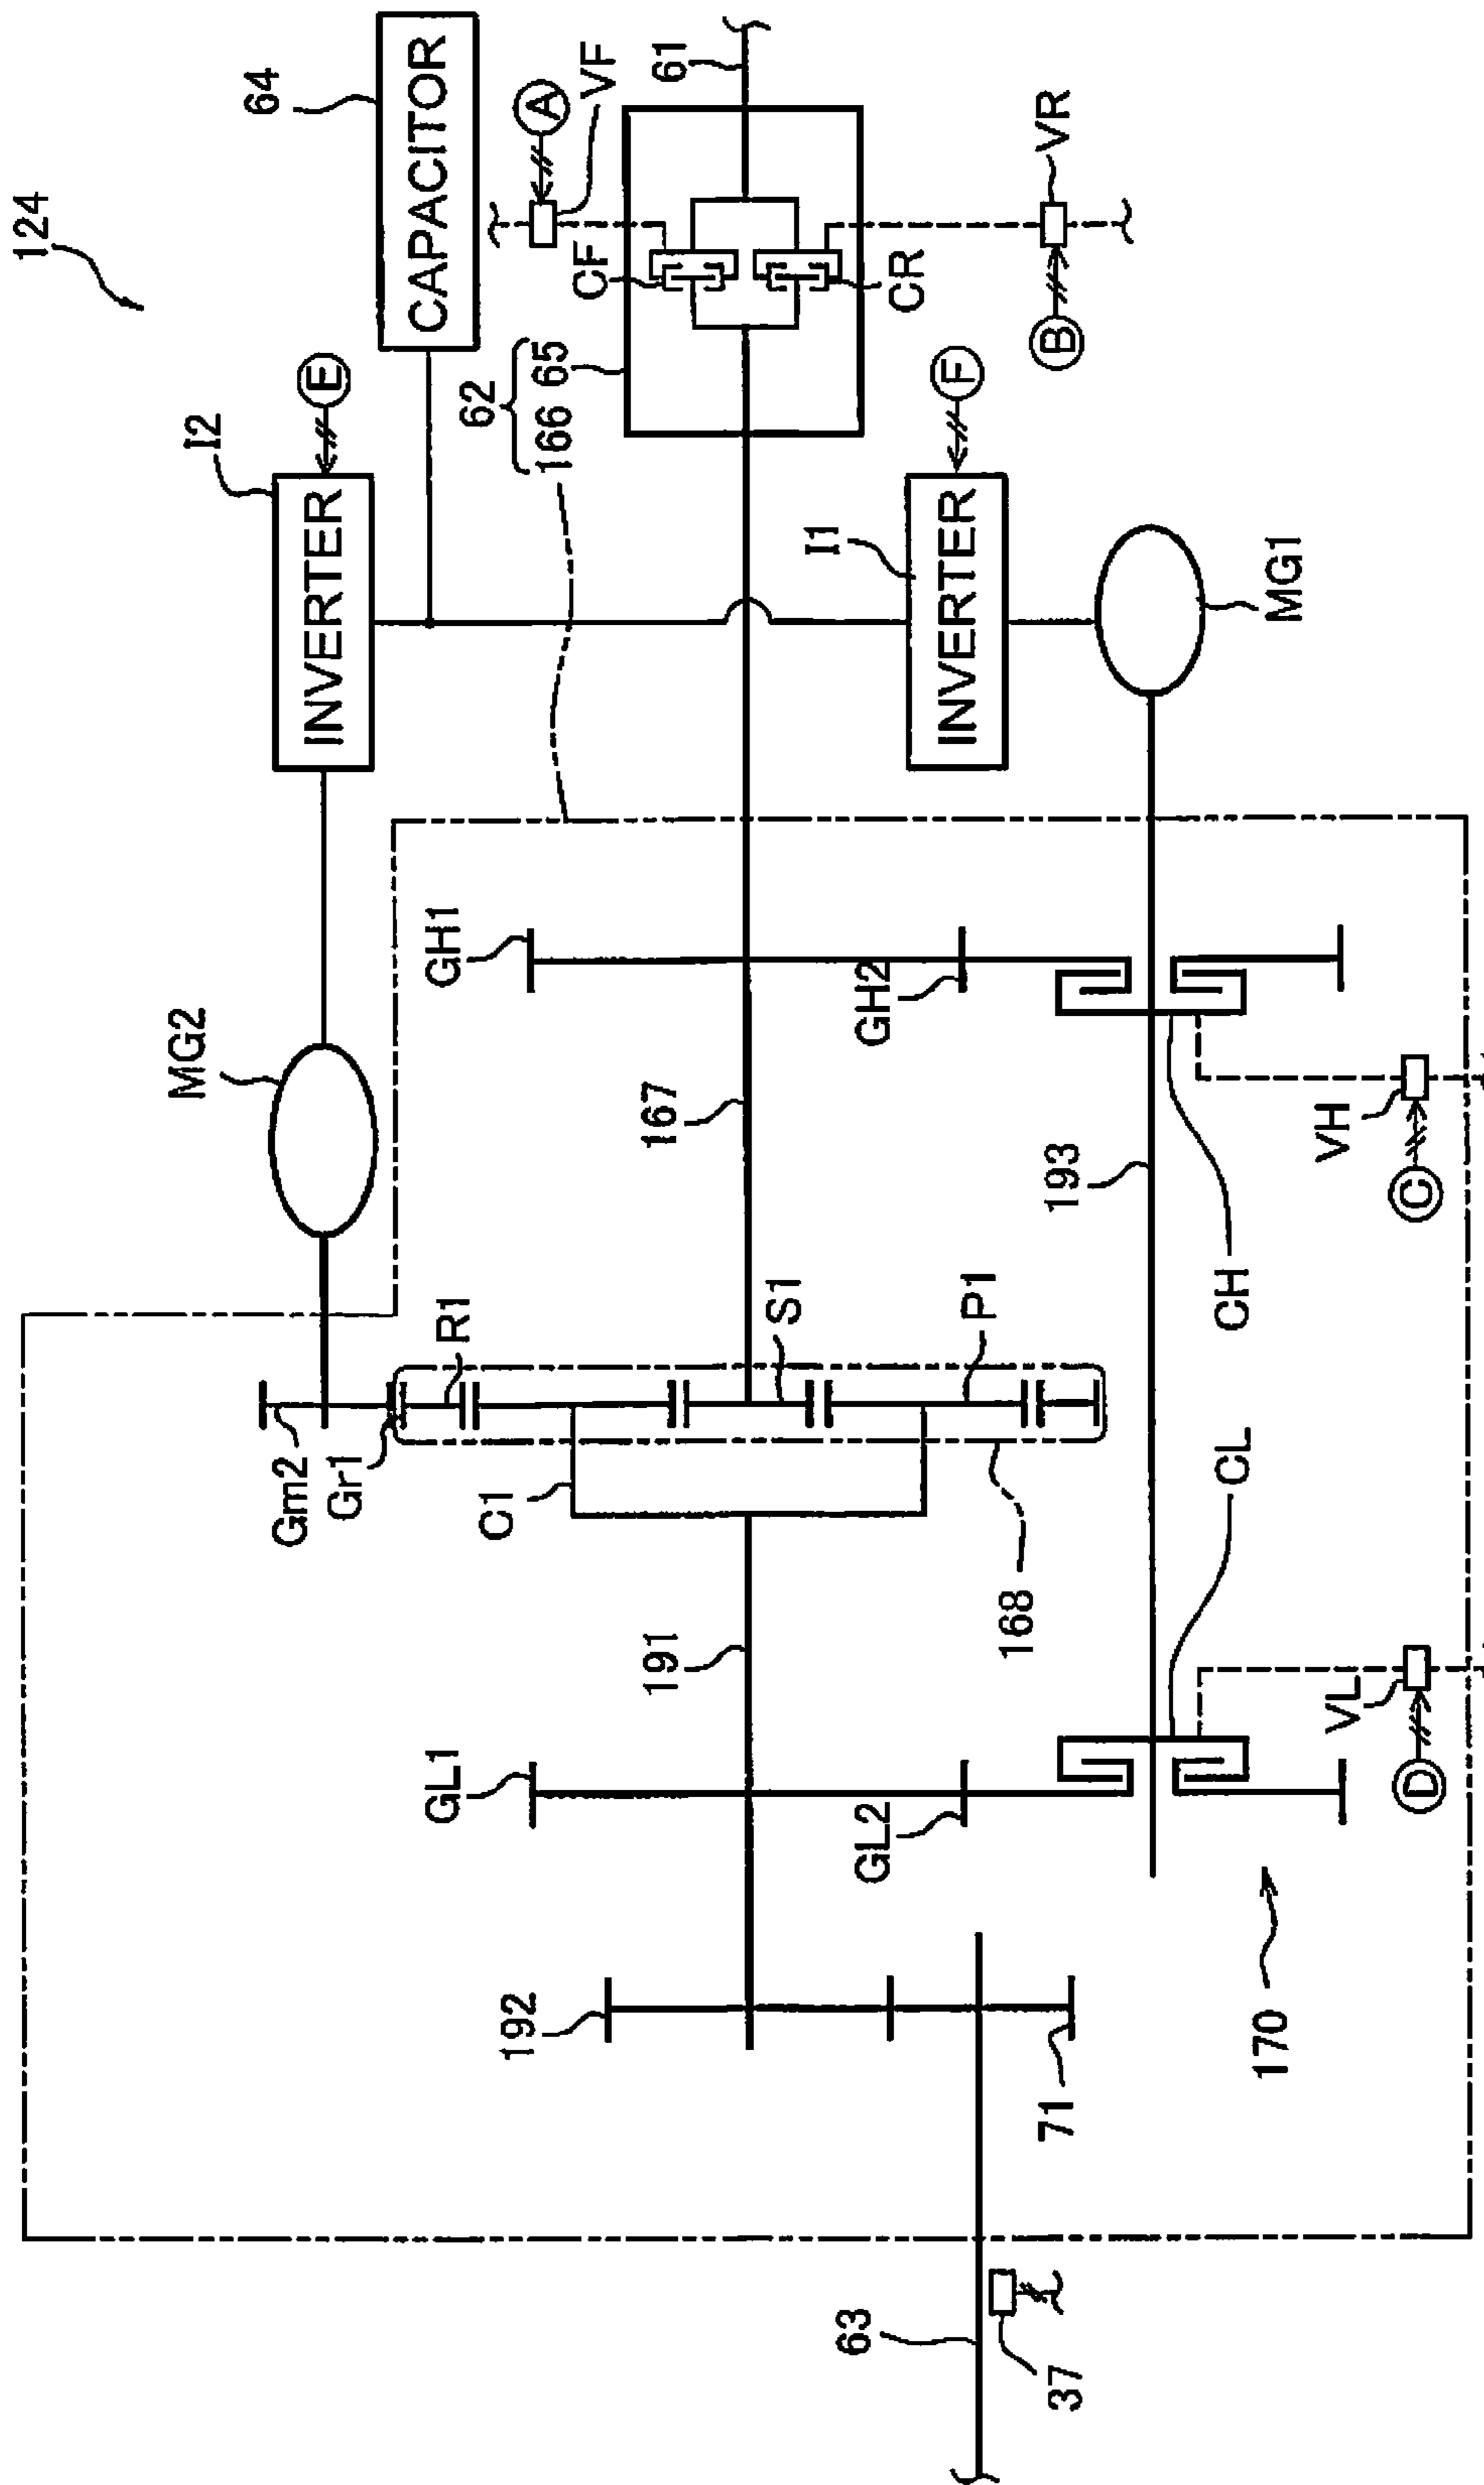 124
64
CAPACITOR
I2
E
INVERTER
MG2
A
VF
61
CF
CR
62
166 65
VR
B
F
I1
INVERTER
MG1
GH1
GH2
167
193
VH
C
CH
Gm2
Gr1
R1
C1
S1
P1
168
CL
191
GL1
GL2
VL
D
192
71
170
63
37